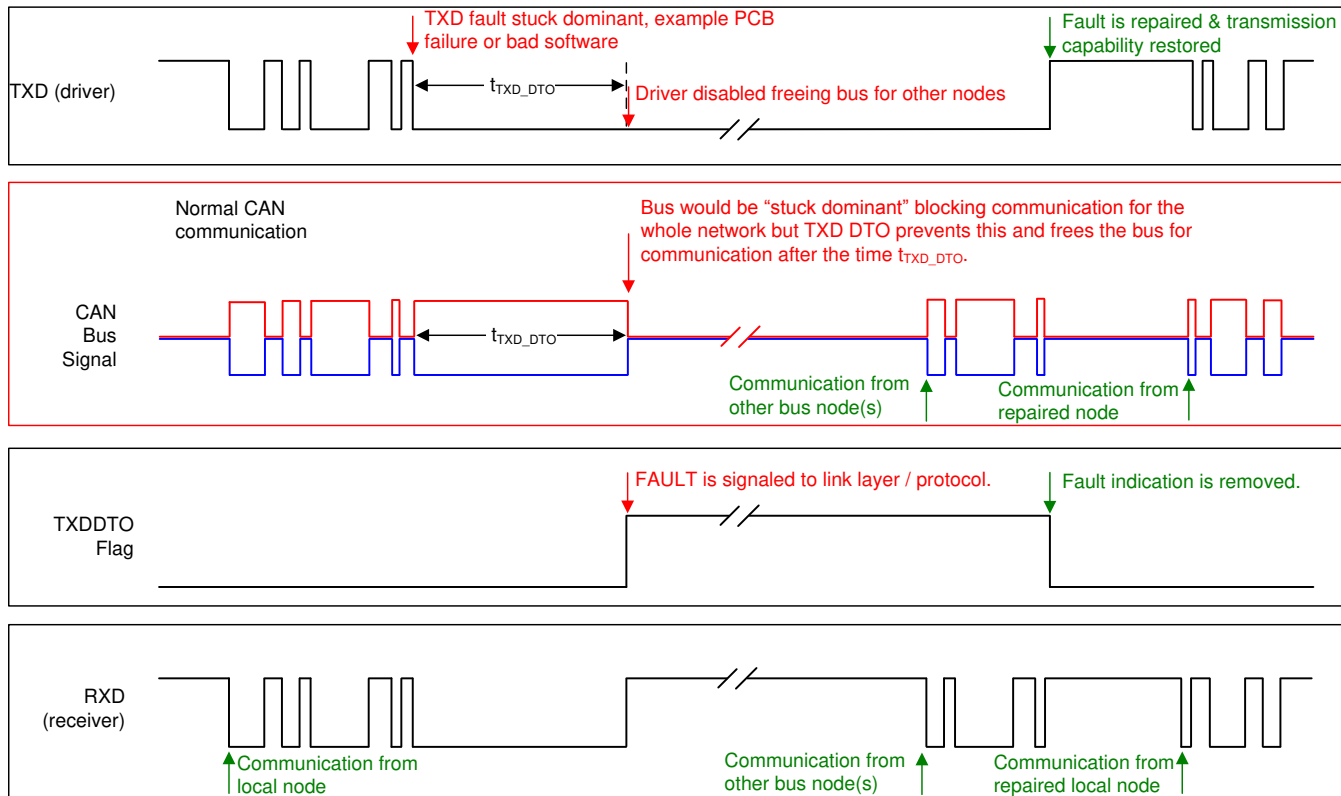 TXD fault stuck dominant, example PCB
failure or bad software
Fault is repaired & transmission
capability restored
TXD (driver)
tTXD_DTO
Driver disabled freeing bus for other nodes
Normal CAN
communication
Bus would be “stuck dominant” blocking communication for the
whole network but TXD DTO prevents this and frees the bus for
communication after the time tTXD_DTO.
CAN
Bus
Signal
tTXD_DTO
Communication from
other bus node(s)
Communication from
repaired node
FAULT is signaled to link layer / protocol.
Fault indication is removed.
TXDDTO
Flag
RXD
(receiver)
Communication from
local node
Communication from
other bus node(s)
Communication from
repaired local node